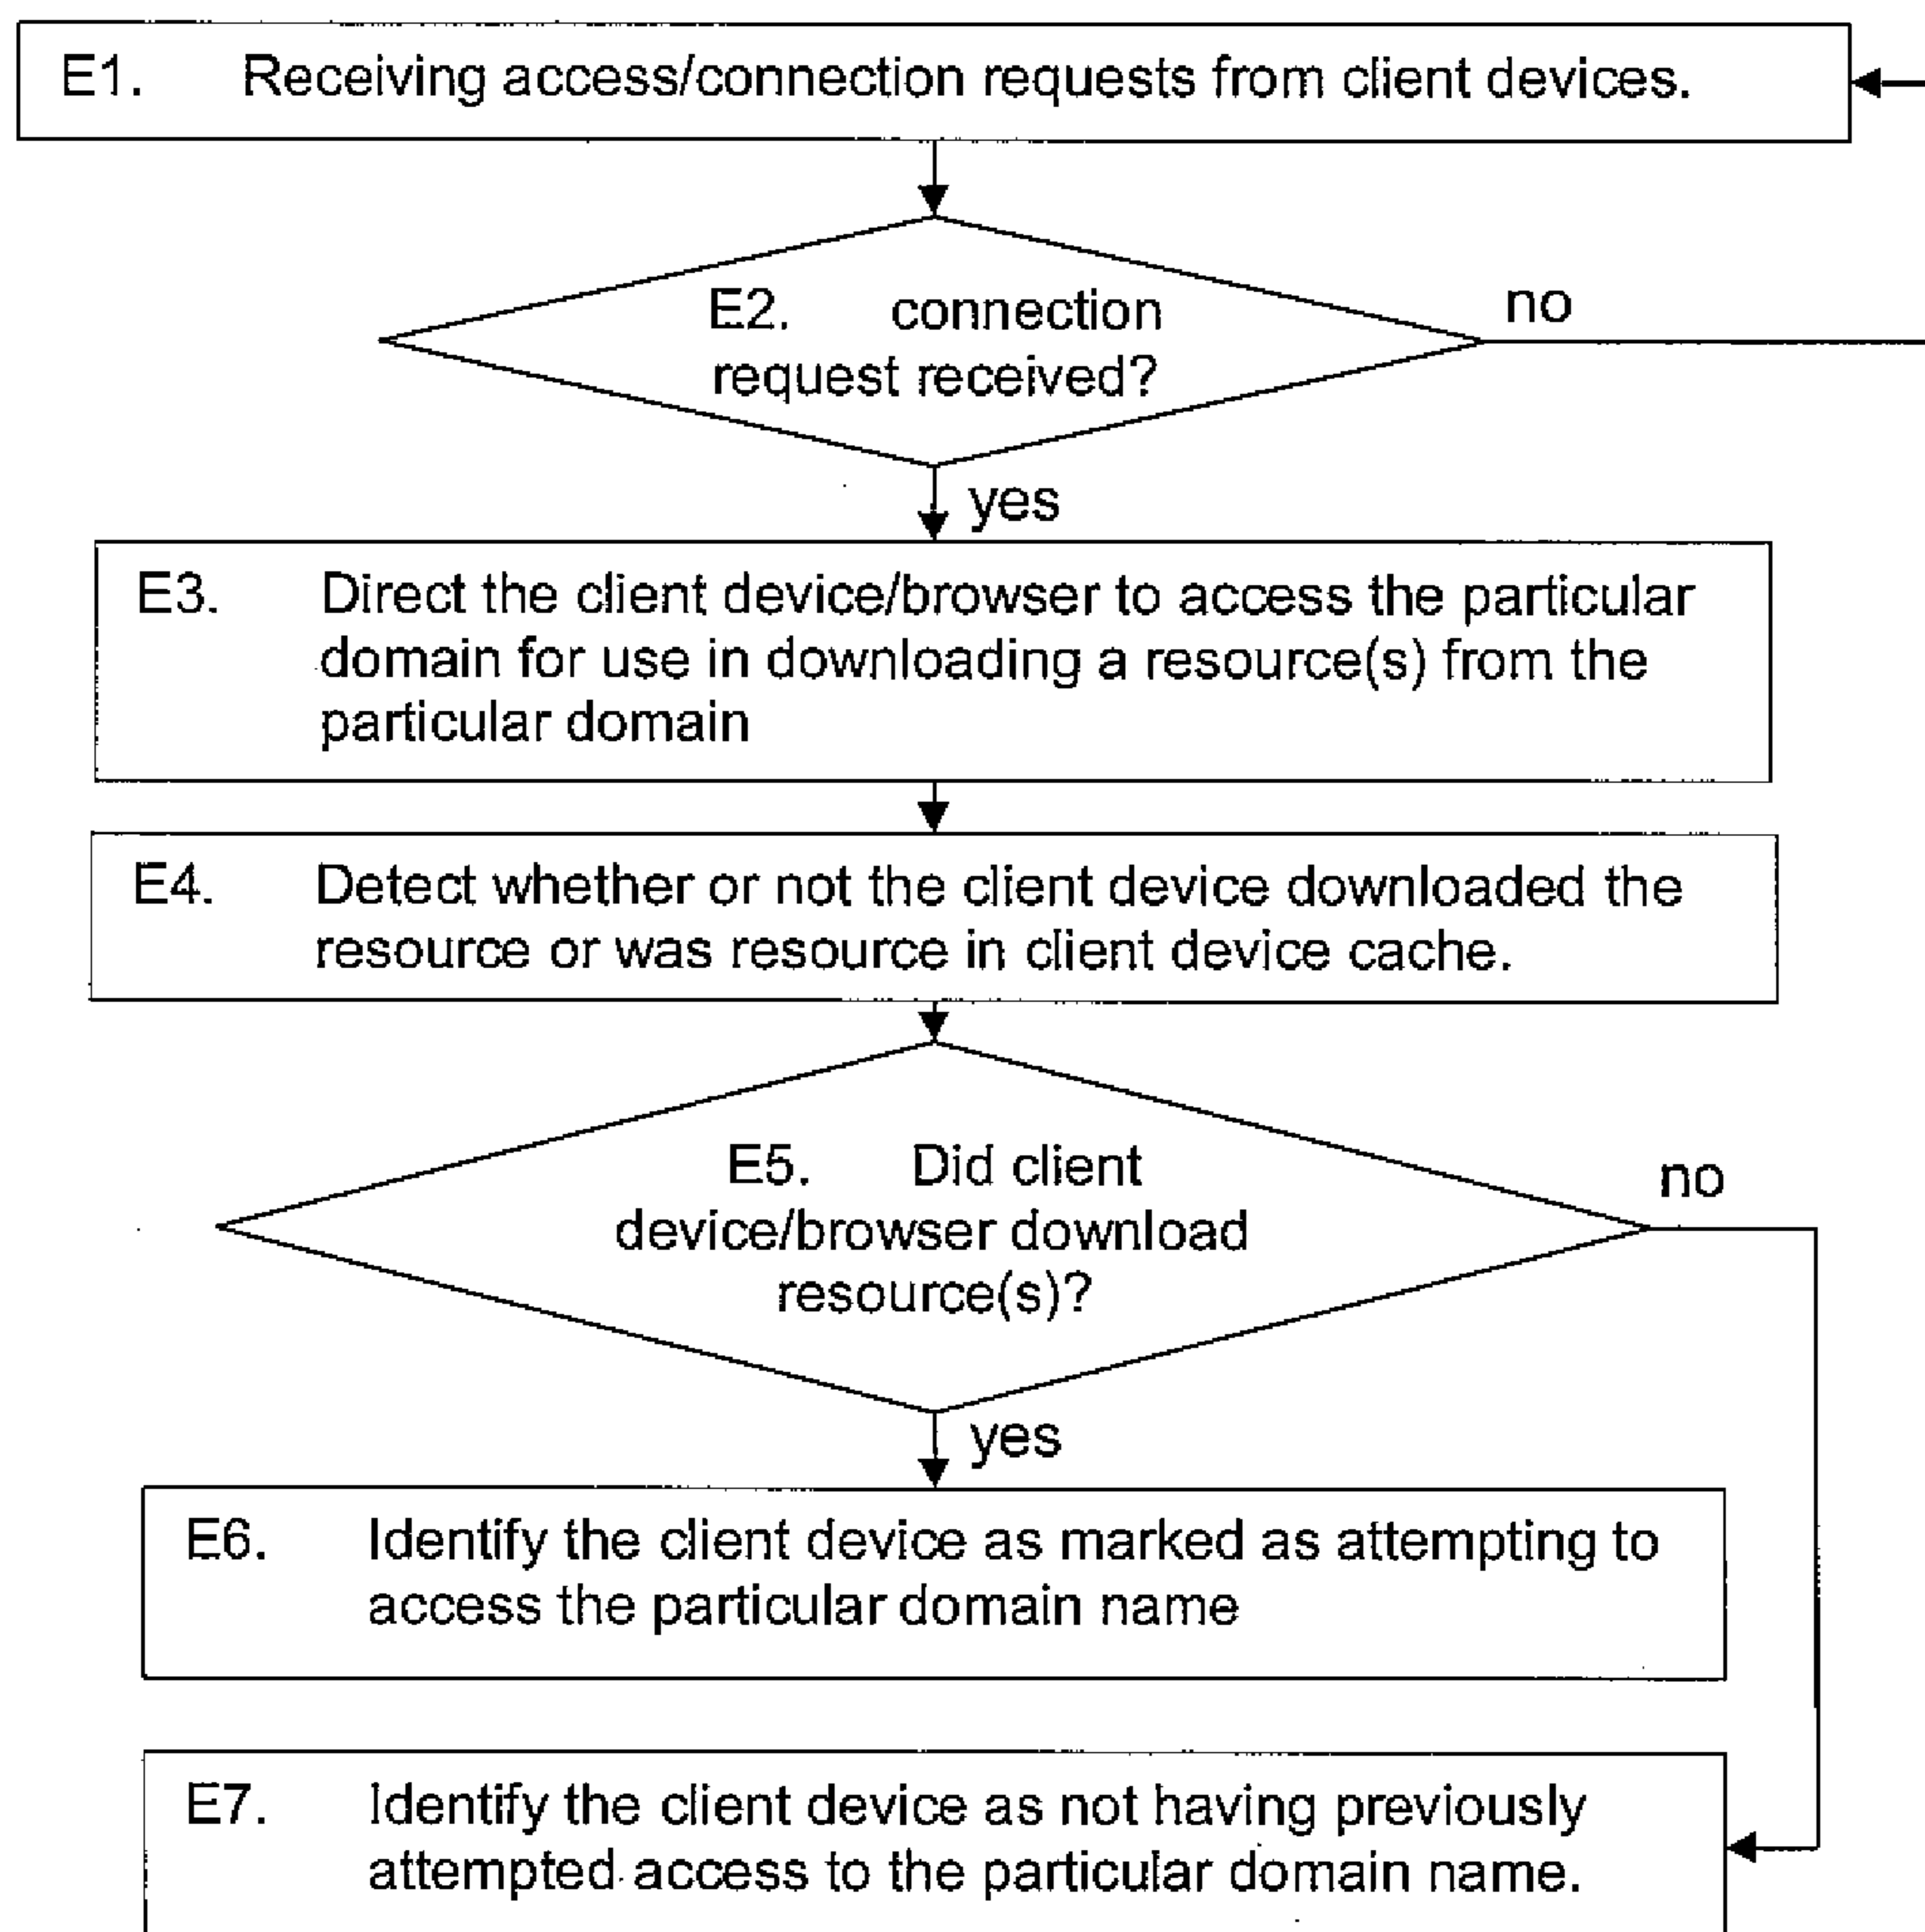 E1. Receiving access/connection requests from client devices.
E2. connection
request received?
no
yes
E3. Direct the client device/browser to access the particular
domain for use in downloading a resource(s) from the
particular domain
E4. Detect whether or not the client device downloaded the
resource or was resource in client device cache.
E5. Did client
device/browser download
resource(s)?
no
yes
E6. Identify the client device as marked as attempting to
access the particular domain name
E7. Identify the client device as not having previously
attempted access to the particular domain name.